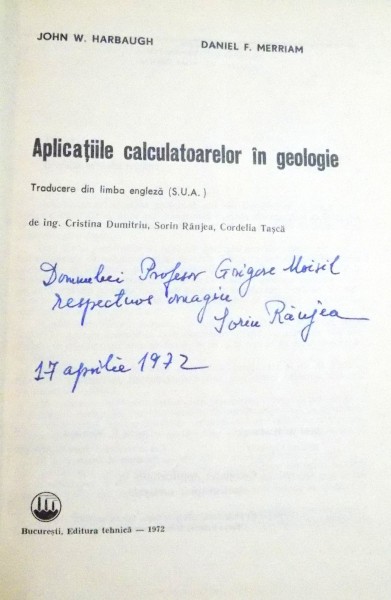 JOHN W. HARBAUGH DANIEL F. MERRIAM
Aplicațiile calculatoarelor în geologie
Traducere din limba engleză (S.U.A.)
de ing. Cristina Dumitriu, Sorin Rânjea, Cordelia Tașcă
Domnului Profesor Grigore Moisil
respectuos omagiu
Sorin Rânjea
17 aprilie 1972
București, Editura tehnică — 1972